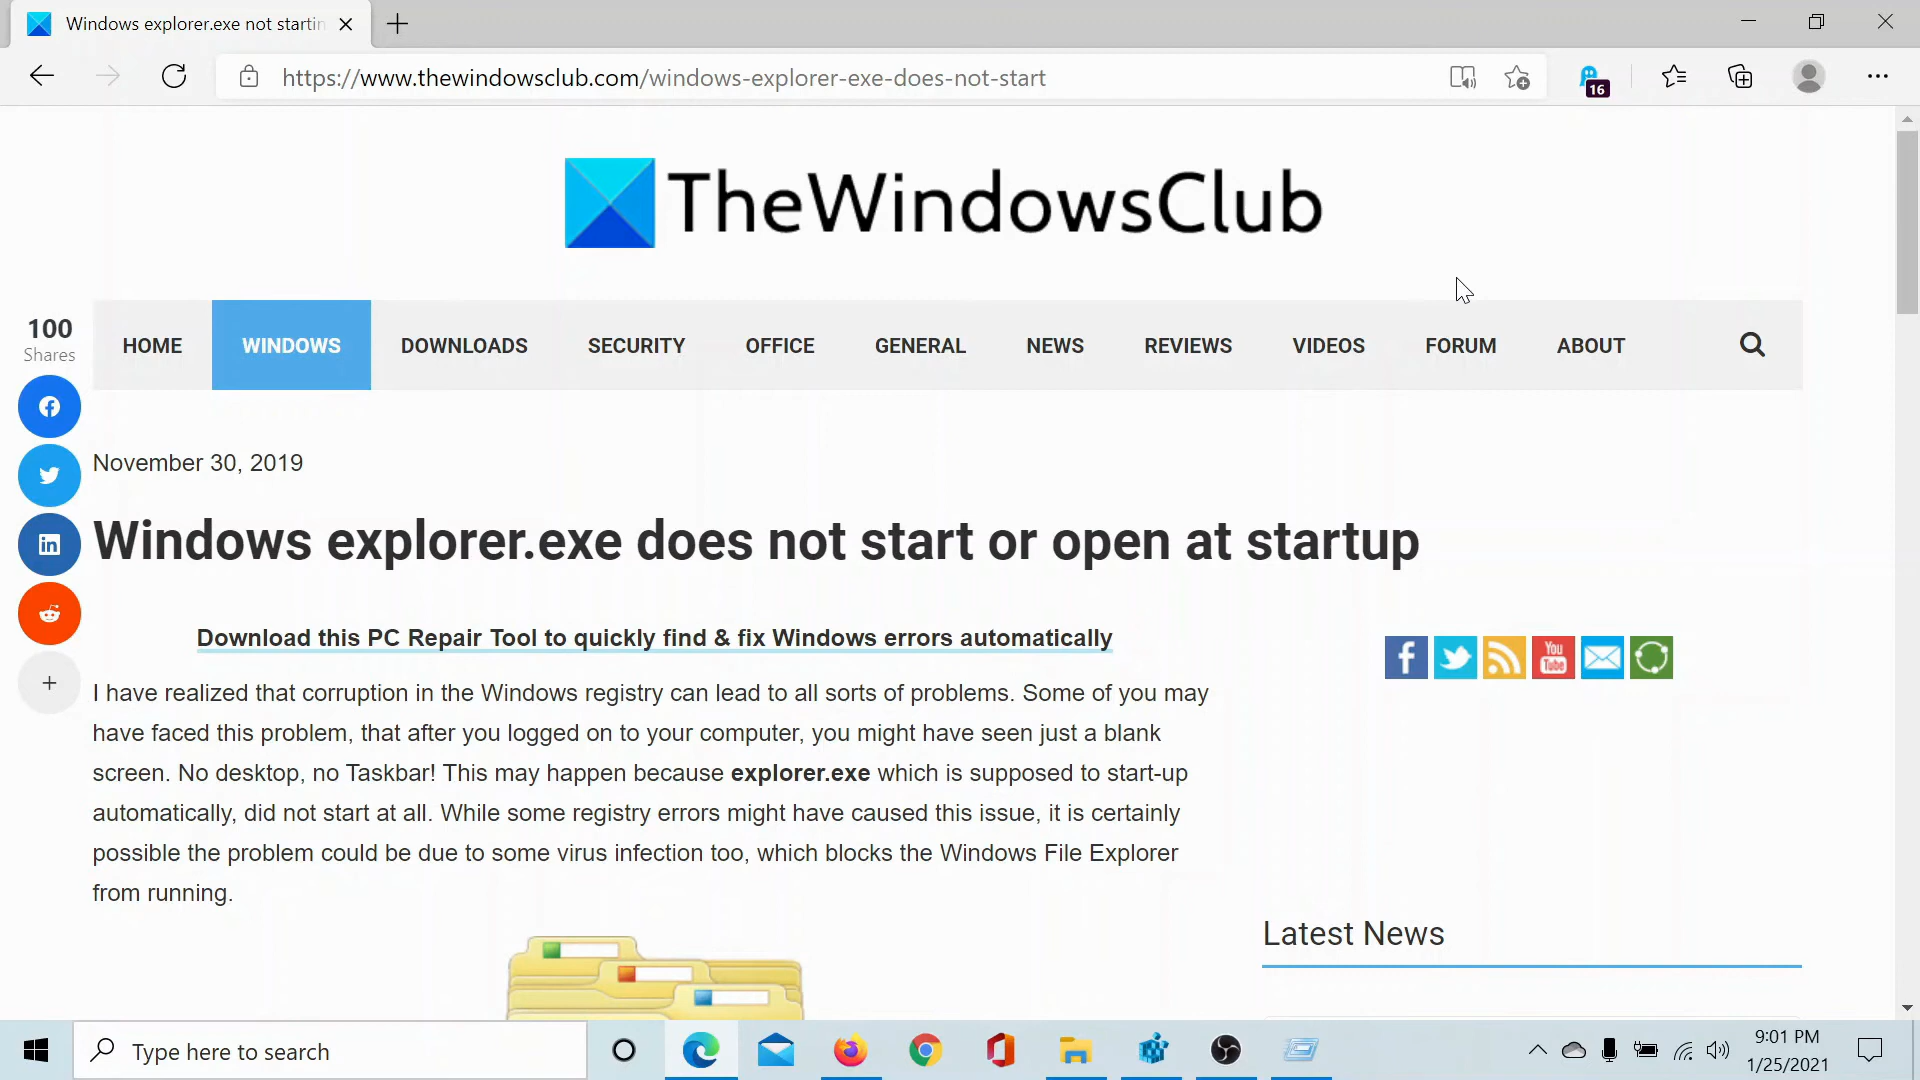 Windows explorer.exe not startin
https://www.thewindowsclub.com/windows-explorer-exe-does-not-start
16
TheWindowsClub
100
Shares
HOME
WINDOWS
DOWNLOADS
SECURITY
OFFICE
GENERAL
NEWS
REVIEWS
VIDEOS
FORUM
ABOUT
November 30, 2019
Windows explorer.exe does not start or open at startup
Download this PC Repair Tool to quickly find & fix Windows errors automatically
I have realized that corruption in the Windows registry can lead to all sorts of problems. Some of you may
have faced this problem, that after you logged on to your computer, you might have seen just a blank
screen. No desktop, no Taskbar! This may happen because explorer.exe which is supposed to start-up
automatically, did not start at all. While some registry errors might have caused this issue, it is certainly
possible the problem could be due to some virus infection too, which blocks the Windows File Explorer
from running.
You
Tube
Latest News
Type here to search
9:01 PM
1/25/2021